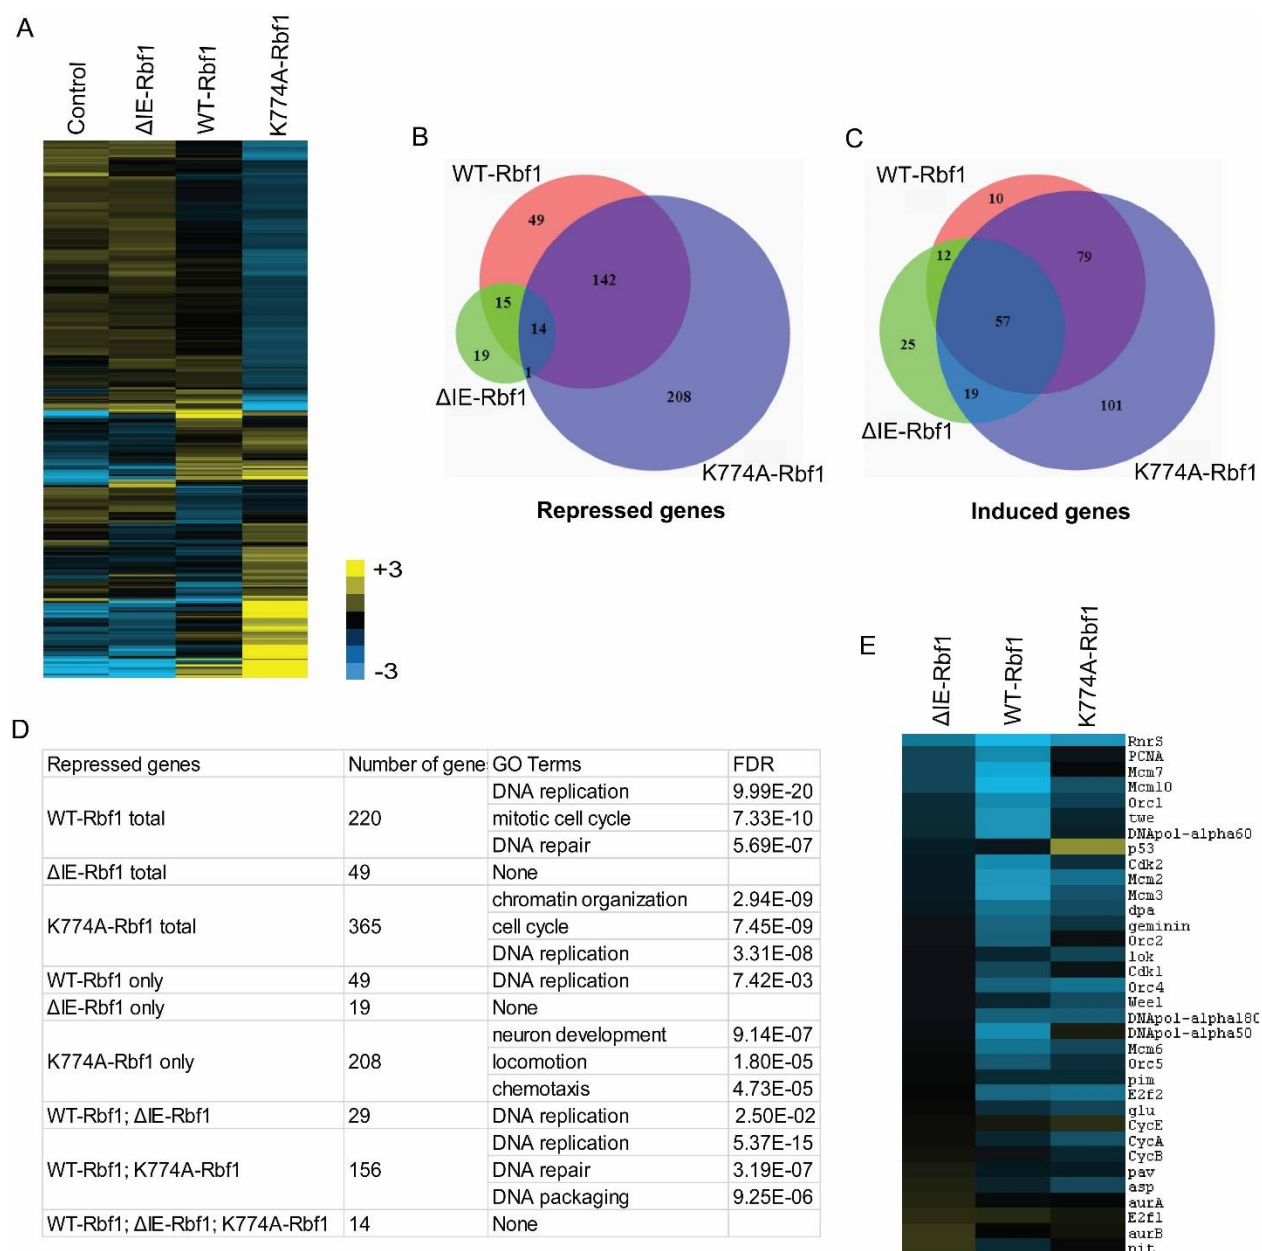 A
Control
ΔIE-Rbf1
WT-Rbf1
K774A-Rbf1
+3
-3
B
WT-Rbf1
49
142
15
14
19
1
208
ΔIE-Rbf1
K774A-Rbf1
Repressed genes
C
WT-Rbf1
10
12
79
57
25
19
101
ΔIE-Rbf1
K774A-Rbf1
Induced genes
D
Repressed genes Number of gene GO Terms FDR
WT-Rbf1 total 220 DNA replication 9.99E-20
mitotic cell cycle 7.33E-10
DNA repair 5.69E-07
ΔIE-Rbf1 total 49 None
K774A-Rbf1 total 365 chromatin organization 2.94E-09
cell cycle 7.45E-09
DNA replication 3.31E-08
WT-Rbf1 only 49 DNA replication 7.42E-03
ΔIE-Rbf1 only 19 None
K774A-Rbf1 only 208 neuron development 9.14E-07
locomotion 1.80E-05
chemotaxis 4.73E-05
WT-Rbf1; ΔIE-Rbf1 29 DNA replication 2.50E-02
WT-Rbf1; K774A-Rbf1 156 DNA replication 5.37E-15
DNA repair 3.19E-07
DNA packaging 9.25E-06
WT-Rbf1; ΔIE-Rbf1; K774A-Rbf1 14 None
E
ΔIE-Rbf1
WT-Rbf1
K774A-Rbf1
RnrS
PCNA
Mcm7
Mcm10
Orc1
twe
DNApol-alpha60
p53
Cdk2
Mcm2
Mcm3
dpa
geminin
Orc2
lok
Cdk1
Orc4
Wee1
DNApol-alpha180
DNApol-alpha50
Mcm6
Orc5
pim
E2f2
glu
CycE
CycA
CycB
pav
asp
aurA
E2f1
aurB